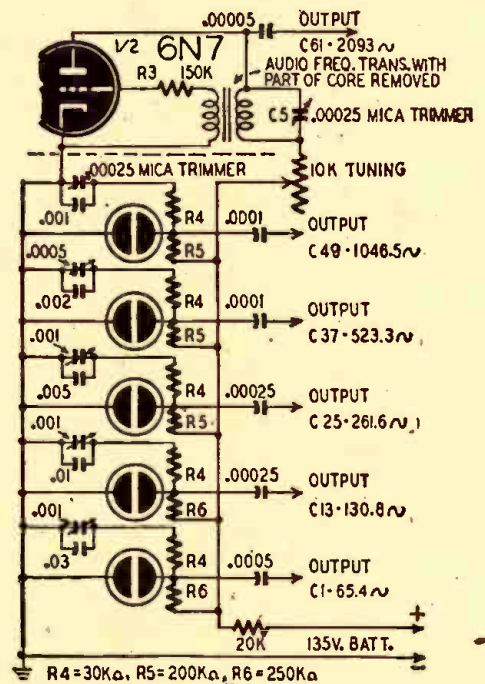 .00005
OUTPUT
C61·2093~
1/2 6N7
R3 150K
AUDIO FREQ. TRANS. WITH
PART OF CORE REMOVED
C5
.00025 MICA TRIMMER
.00025 MICA TRIMMER
10K TUNING
.001
R4
R5
.0001
OUTPUT
C49·1046.5~
.0005
.002
R4
R5
.0001
OUTPUT
C37·523.3~
.001
.005
R4
R5
.00025
OUTPUT
C25·261.6~
.001
.01
R4
R6
.00025
OUTPUT
C13·130.8~
.001
.03
R4
R6
.0005
OUTPUT
C1·65.4~
+
20K
135V. BATT.
−
R4=30KΩ, R5=200KΩ, R6=250KΩ